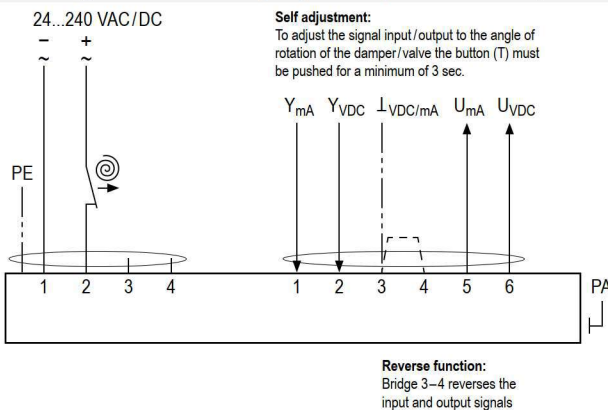 24...240 VAC/DC
– +
~ ~
Self adjustment:
To adjust the signal input/output to the angle of
rotation of the damper/valve the button (T) must
be pushed for a minimum of 3 sec.
YmA YVDC ⊥VDC/mA UmA UVDC
PE
1 2 3 4
1 2 3 4 5 6
PA
Reverse function:
Bridge 3–4 reverses the
input and output signals